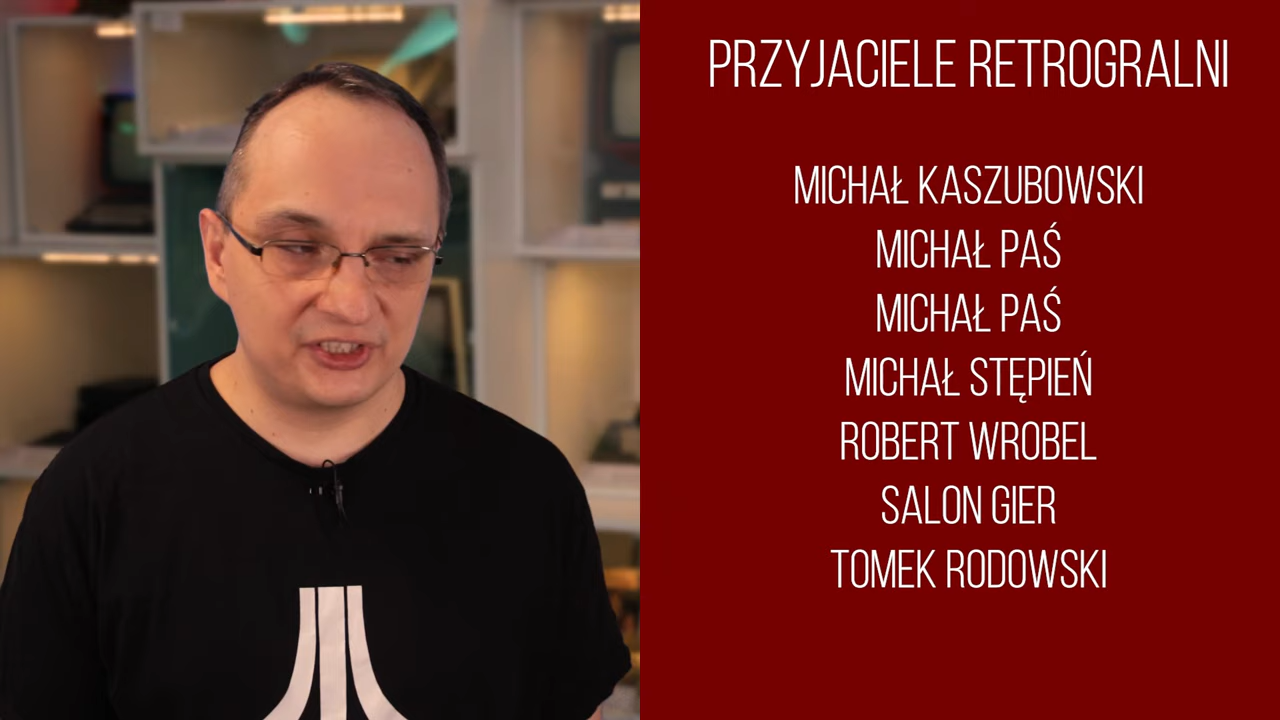 PRZYJACIELE RETROGRALNI
MICHAŁ KASZUBOWSKI
MICHAŁ PAŚ
MICHAŁ PAŚ
MICHAŁ STĘPIEŃ
ROBERT WROBEL
SALON GIER
TOMEK RODOWSKI